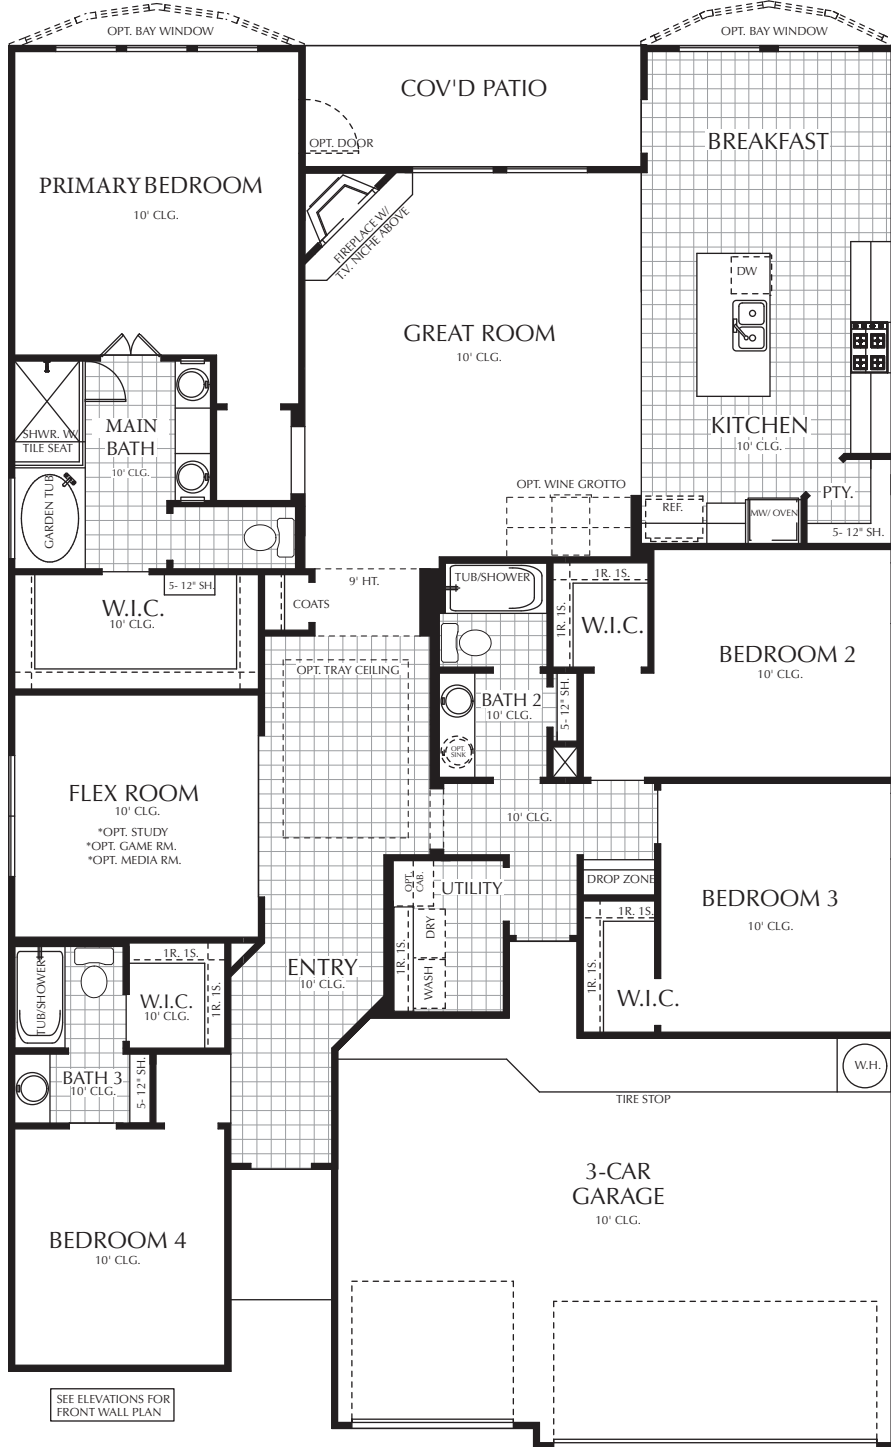 OPT. BAY WINDOW
OPT. BAY WINDOW
COV'D PATIO
OPT. DOOR
BREAKFAST
PRIMARY BEDROOM
10' CLG.
FIREPLACE W/
T.V. NICHE ABOVE
DW
GREAT ROOM
10' CLG.
KITCHEN
10' CLG.
MAIN
BATH
10' CLG.
SHWR. W/
TILE SEAT
GARDEN TUB
OPT. WINE GROTTO
REF.
MW/ OVEN
PTY.
5- 12" SH.
5- 12" SH.
W.I.C.
10' CLG.
COATS
9' HT.
TUB/SHOWER
1R. 1S.
1R. 1S.
W.I.C.
BEDROOM 2
10' CLG.
OPT. TRAY CEILING
BATH 2
10' CLG.
5- 12" SH.
OPT.
SINK
FLEX ROOM
10' CLG.
*OPT. STUDY
*OPT. GAME RM.
*OPT. MEDIA RM.
10' CLG.
OPT.
CAB.
UTILITY
DRY
WASH
1R. 1S.
DROP ZONE
BEDROOM 3
10' CLG.
1R. 1S.
1R. 1S.
W.I.C.
ENTRY
10' CLG.
TUB/SHOWER
1R. 1S.
1R. 1S.
W.I.C.
10' CLG.
BATH 3
10' CLG.
5- 12" SH.
W.H.
TIRE STOP
3-CAR
GARAGE
10' CLG.
BEDROOM 4
10' CLG.
SEE ELEVATIONS FOR
FRONT WALL PLAN